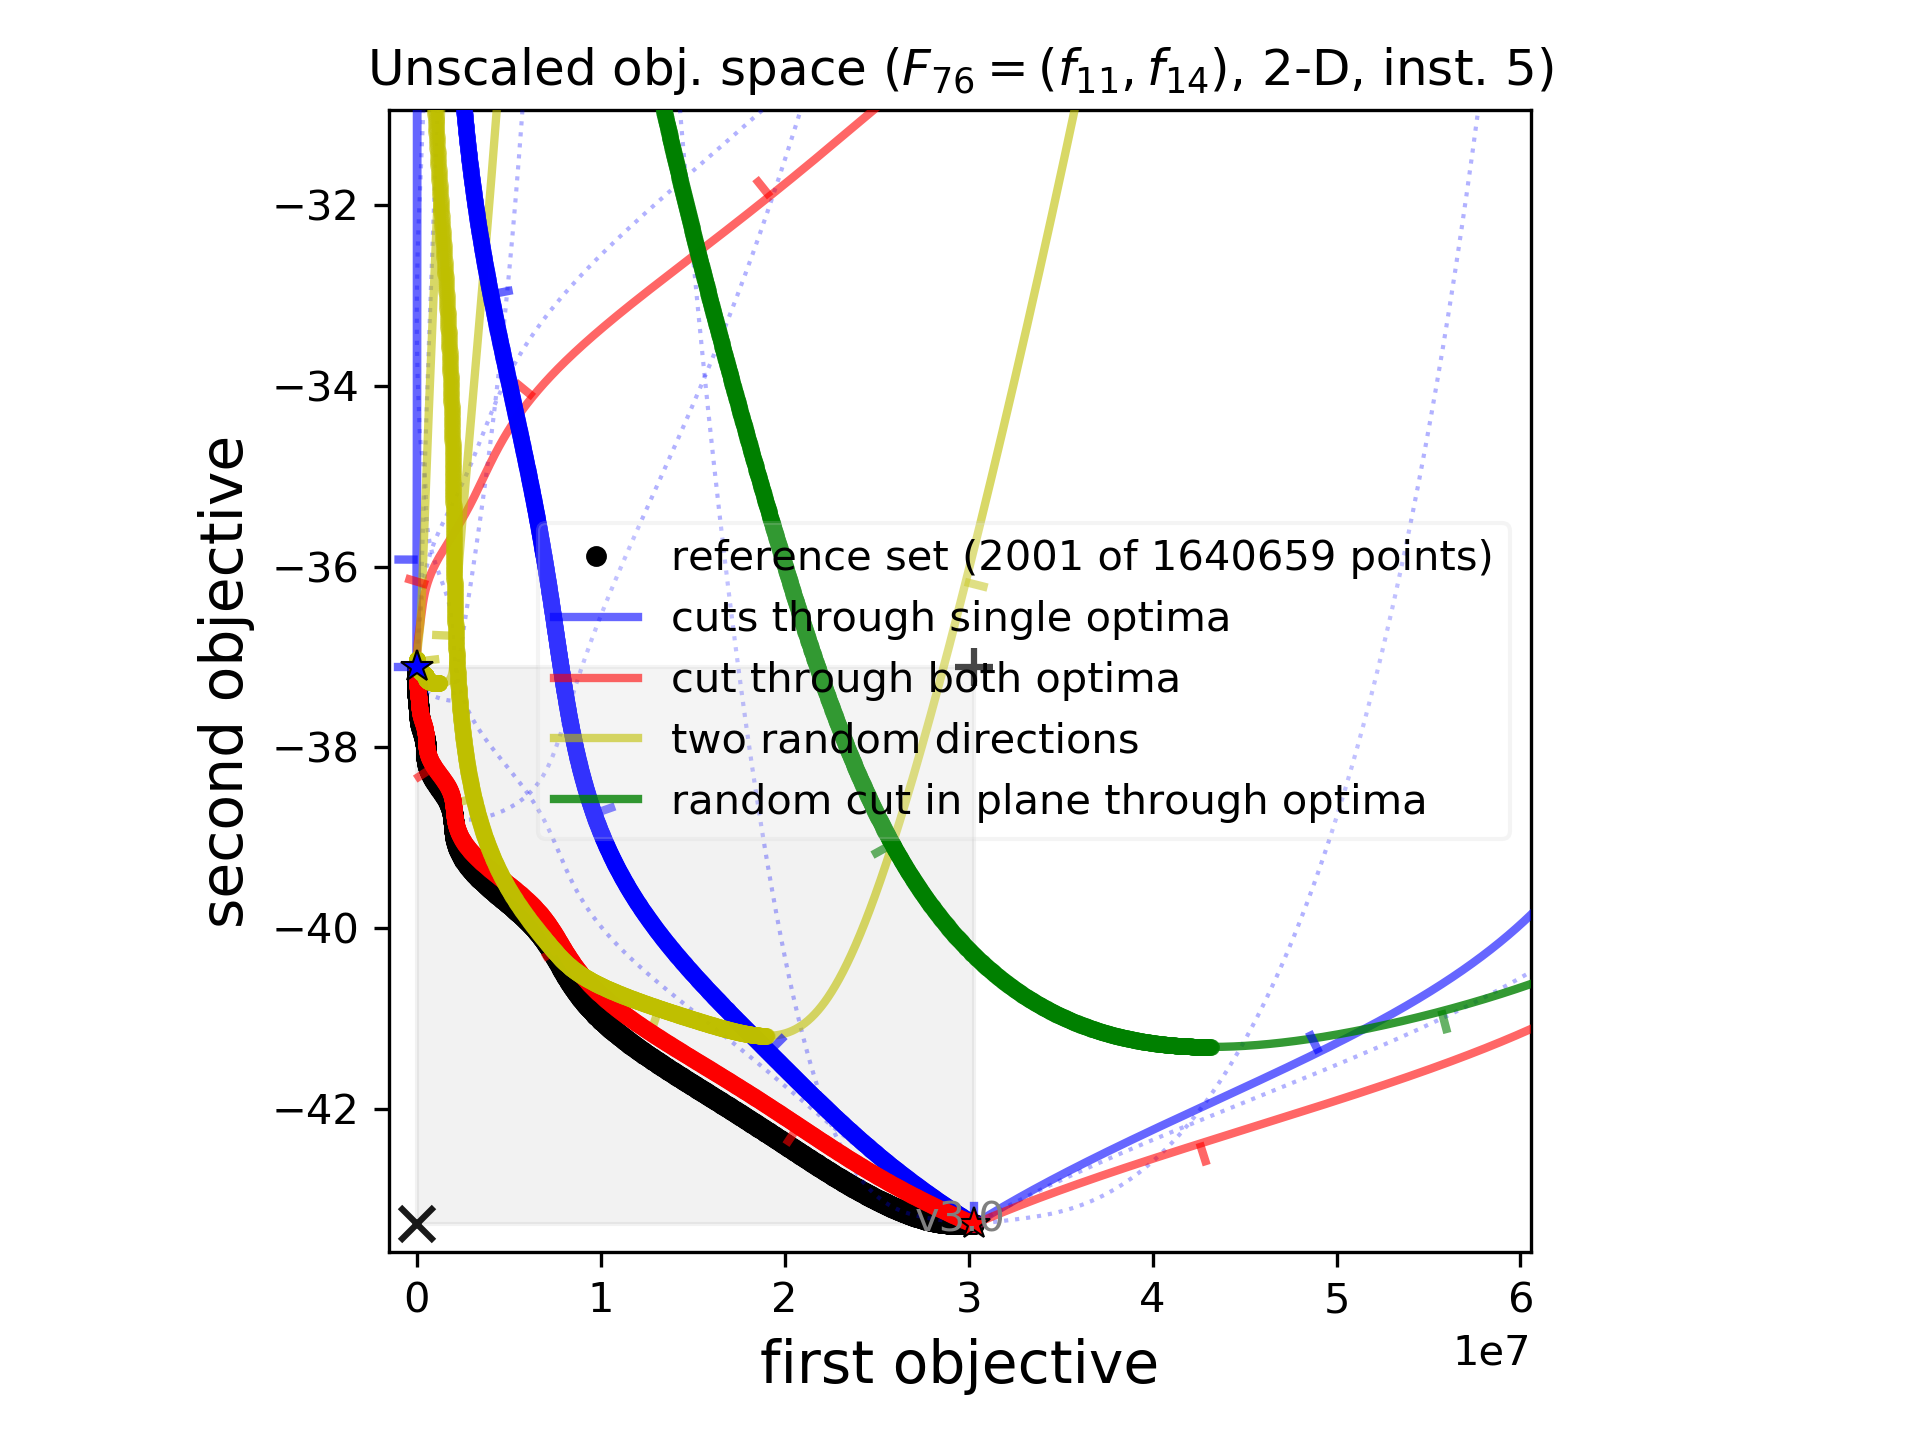 Unscaled obj. space (F₇₆ = (f₁₁, f₁₄), 2-D, inst. 5)
second objective
−32
−34
−36
−38
−40
−42
reference set (2001 of 1640659 points)
cuts through single optima
cut through both optima
two random directions
random cut in plane through optima
v3.0
0 1 2 3 4 5 6
1e7
first objective